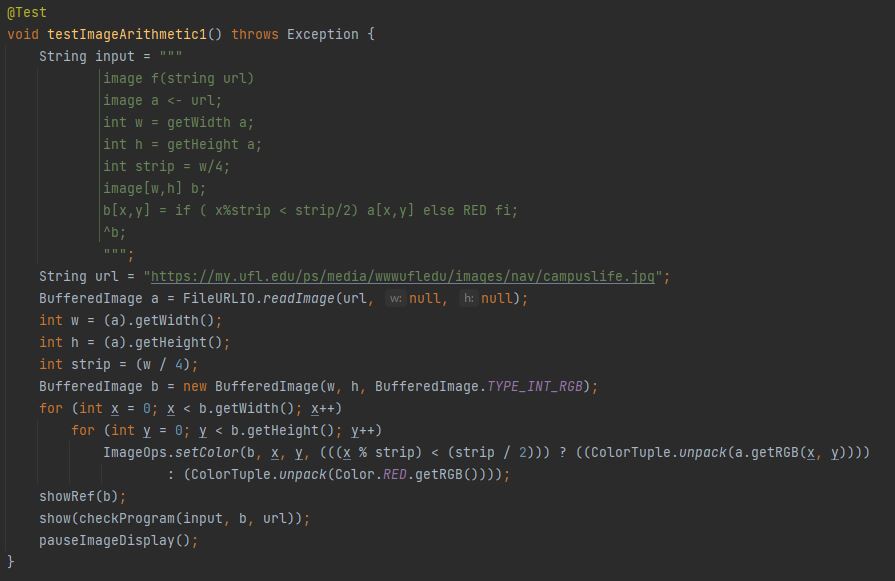 @Test
void testImageArithmetic1() throws Exception {
String input = """
image f(string url)
image a <- url;
int w = getWidth a;
int h = getHeight a;
int strip = w/4;
image[w,h] b;
b[x,y] = if ( x%strip < strip/2) a[x,y] else RED fi;
^b;
""";
String url = "https://my.ufl.edu/ps/media/wwwufledu/images/nav/campuslife.jpg";
BufferedImage a = FileURLIO.readImage(url, w: null, h: null);
int w = (a).getWidth();
int h = (a).getHeight();
int strip = (w / 4);
BufferedImage b = new BufferedImage(w, h, BufferedImage.TYPE_INT_RGB);
for (int x = 0; x < b.getWidth(); x++)
for (int y = 0; y < b.getHeight(); y++)
ImageOps.setColor(b, x, y, (((x % strip) < (strip / 2))) ? ((ColorTuple.unpack(a.getRGB(x, y))))
: (ColorTuple.unpack(Color.RED.getRGB())));
showRef(b);
show(checkProgram(input, b, url));
pauseImageDisplay();
}